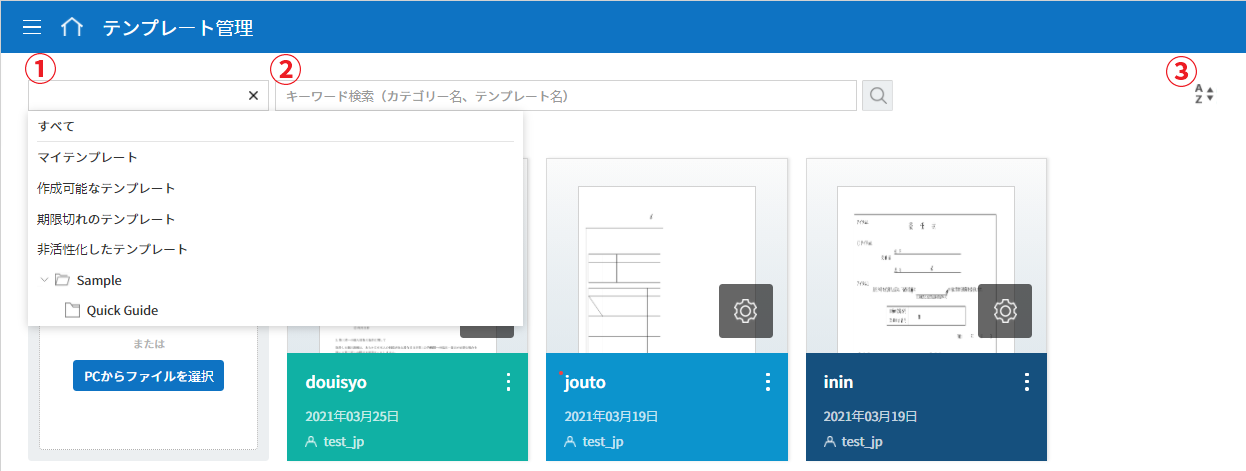 テンプレート管理
① ② ③
キーワード検索（カテゴリー名、テンプレート名）
A
Z
すべて
マイテンプレート
作成可能なテンプレート
期限切れのテンプレート
非活性化したテンプレート
Sample
Quick Guide
または
PCからファイルを選択
douisyo
2021年03月25日
test_jp
jouto
2021年03月19日
test_jp
inin
2021年03月19日
test_jp